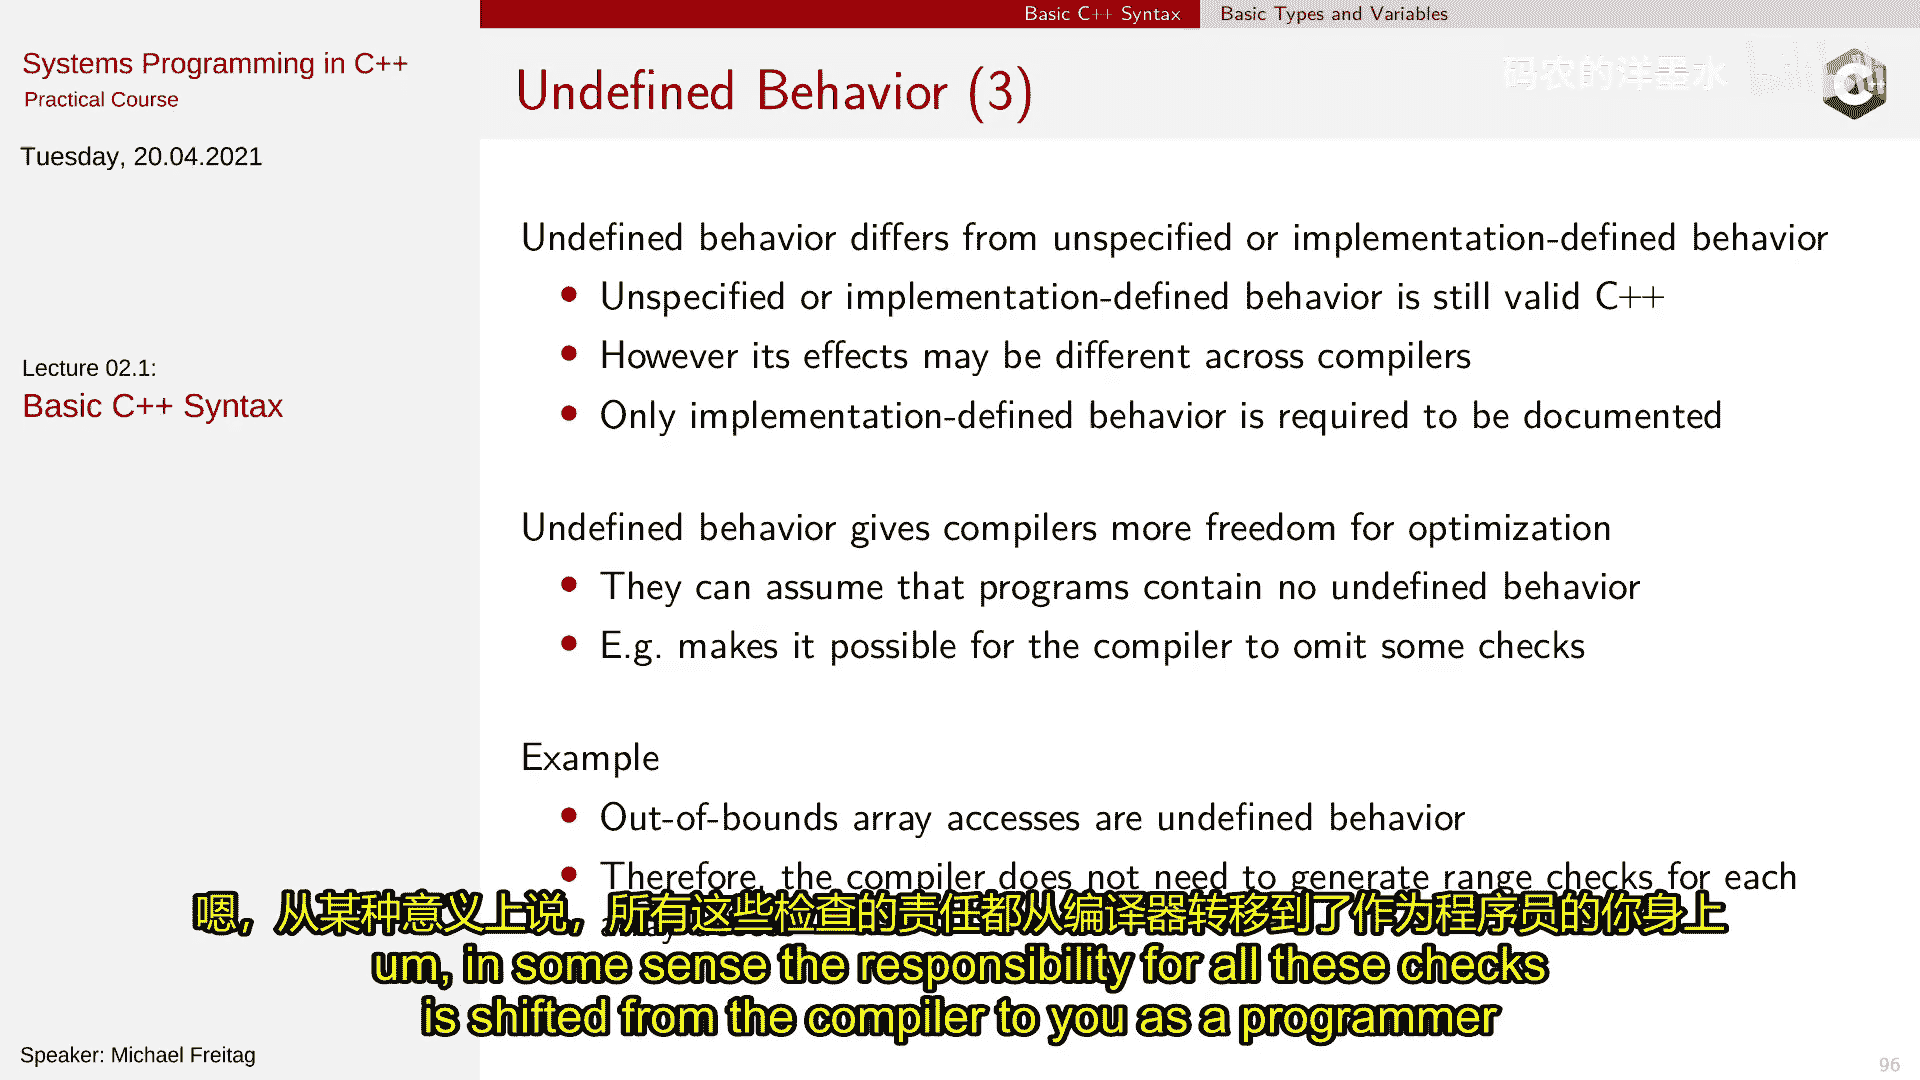 Basic C++ Syntax Basic Types and Variables
Systems Programming in C++
Practical Course
Tuesday, 20.04.2021
Lecture 02.1:
Basic C++ Syntax
Speaker: Michael Freitag
Undefined Behavior (3)
码农的洋墨水
Undefined behavior differs from unspecified or implementation-defined behavior
• Unspecified or implementation-defined behavior is still valid C++
• However its effects may be different across compilers
• Only implementation-defined behavior is required to be documented
Undefined behavior gives compilers more freedom for optimization
• They can assume that programs contain no undefined behavior
• E.g. makes it possible for the compiler to omit some checks
Example
• Out-of-bounds array accesses are undefined behavior
• Therefore, the compiler does not need to generate range checks for each
嗯，从某种意义上说，所有这些检查的责任都从编译器转移到了作为程序员的你身上
um, in some sense the responsibility for all these checks
is shifted from the compiler to you as a programmer
96